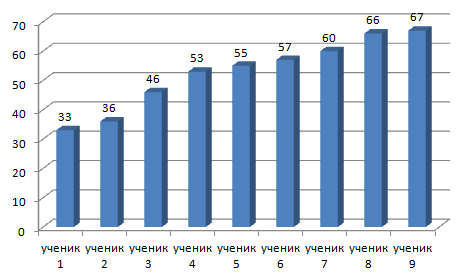 70
60
50
40
30
20
10
0
33
36
46
53
55
57
60
66
67
ученик 1
ученик 2
ученик 3
ученик 4
ученик 5
ученик 6
ученик 7
ученик 8
ученик 9